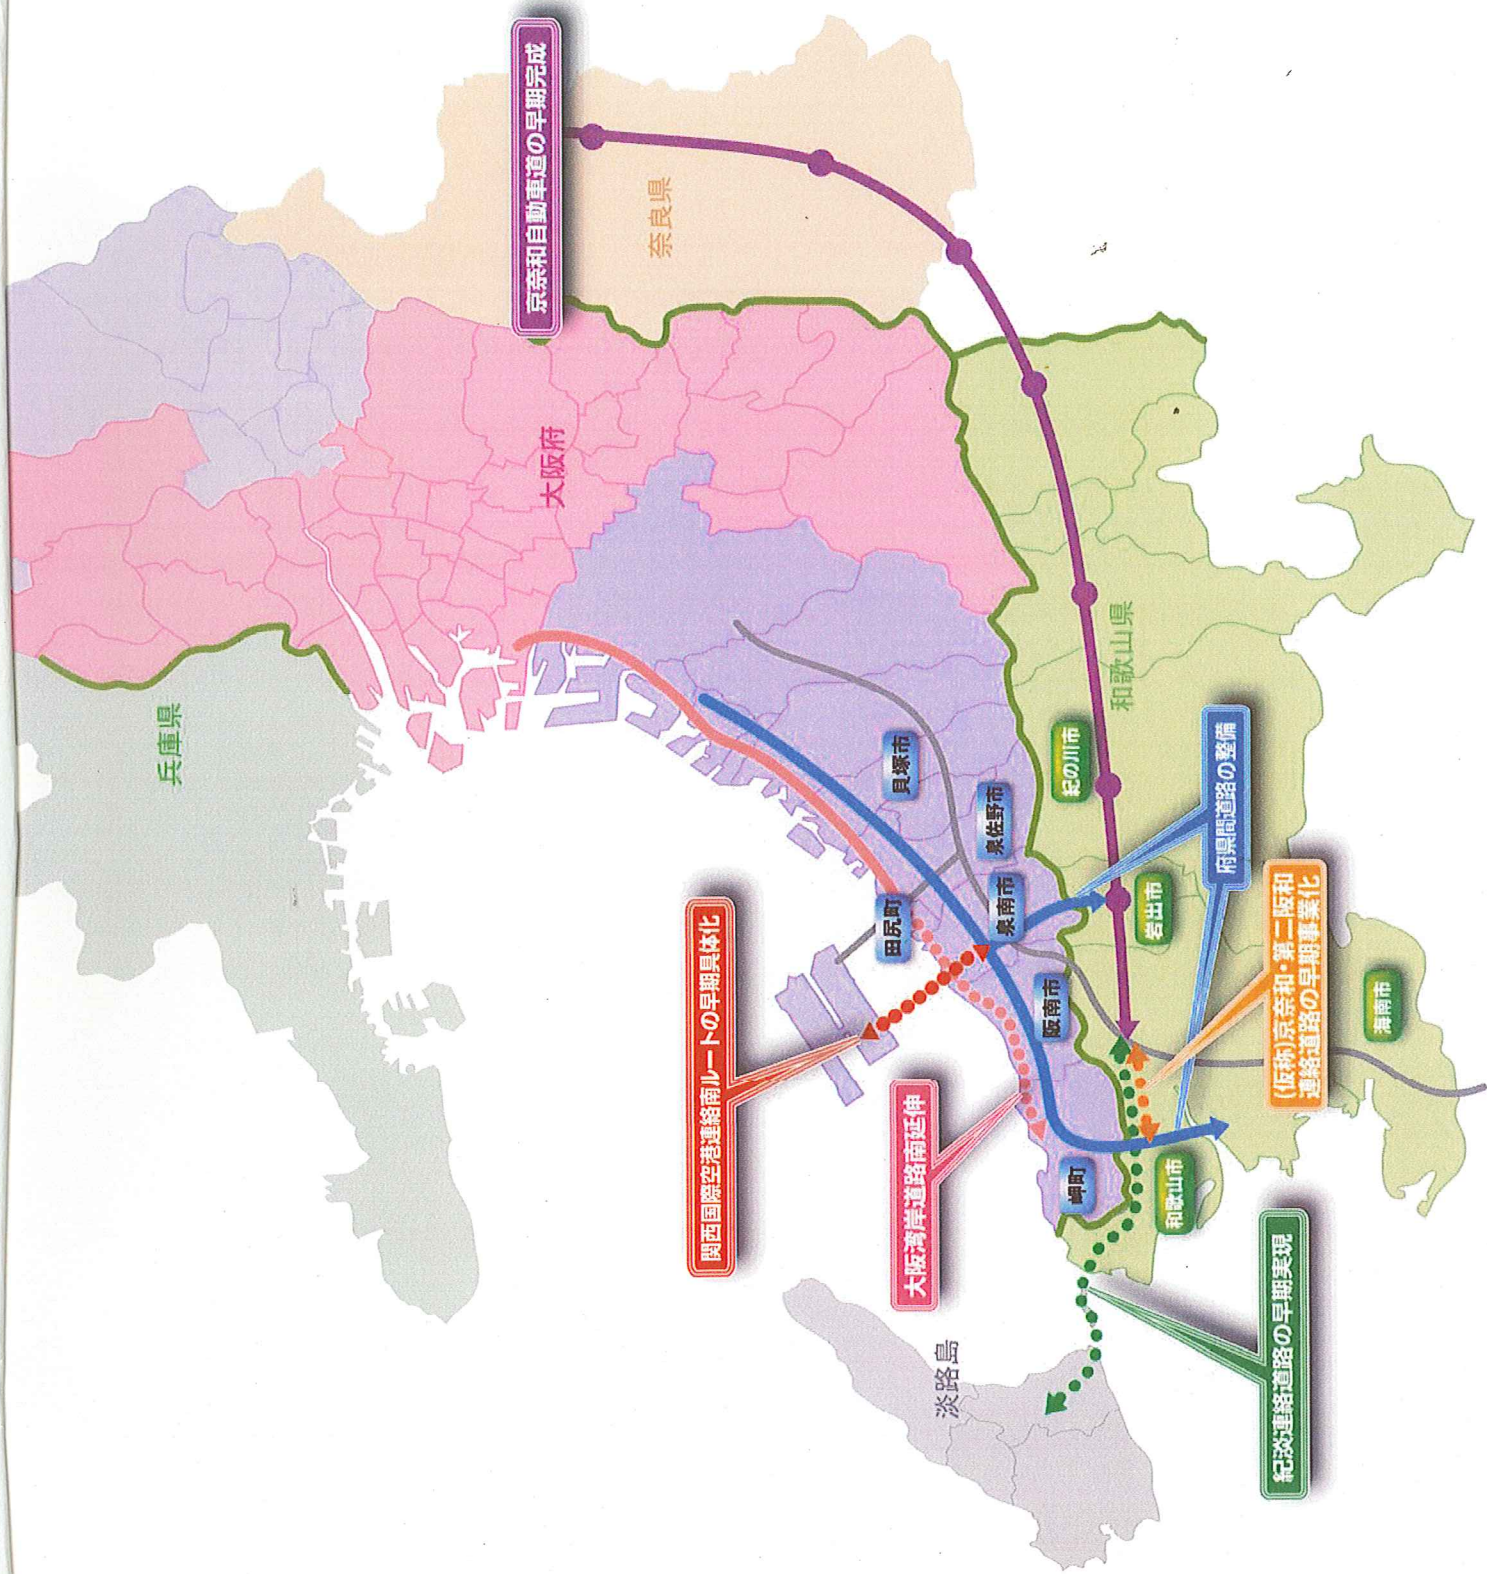 兵庫県
大阪府
京奈和自動車道の早期完成
奈良県
関西国際空港連絡南ルートの早期具体化
大阪湾岸道路南延伸
淡路島
田尻町
貝塚市
泉佐野市
泉南市
阪南市
岬町
紀の川市
和歌山県
岩出市
和歌山市
府県間道路の整備
(仮称)京奈和・第二阪和
連絡道路の早期事業化
紀淡連絡道路の早期実現
海南市